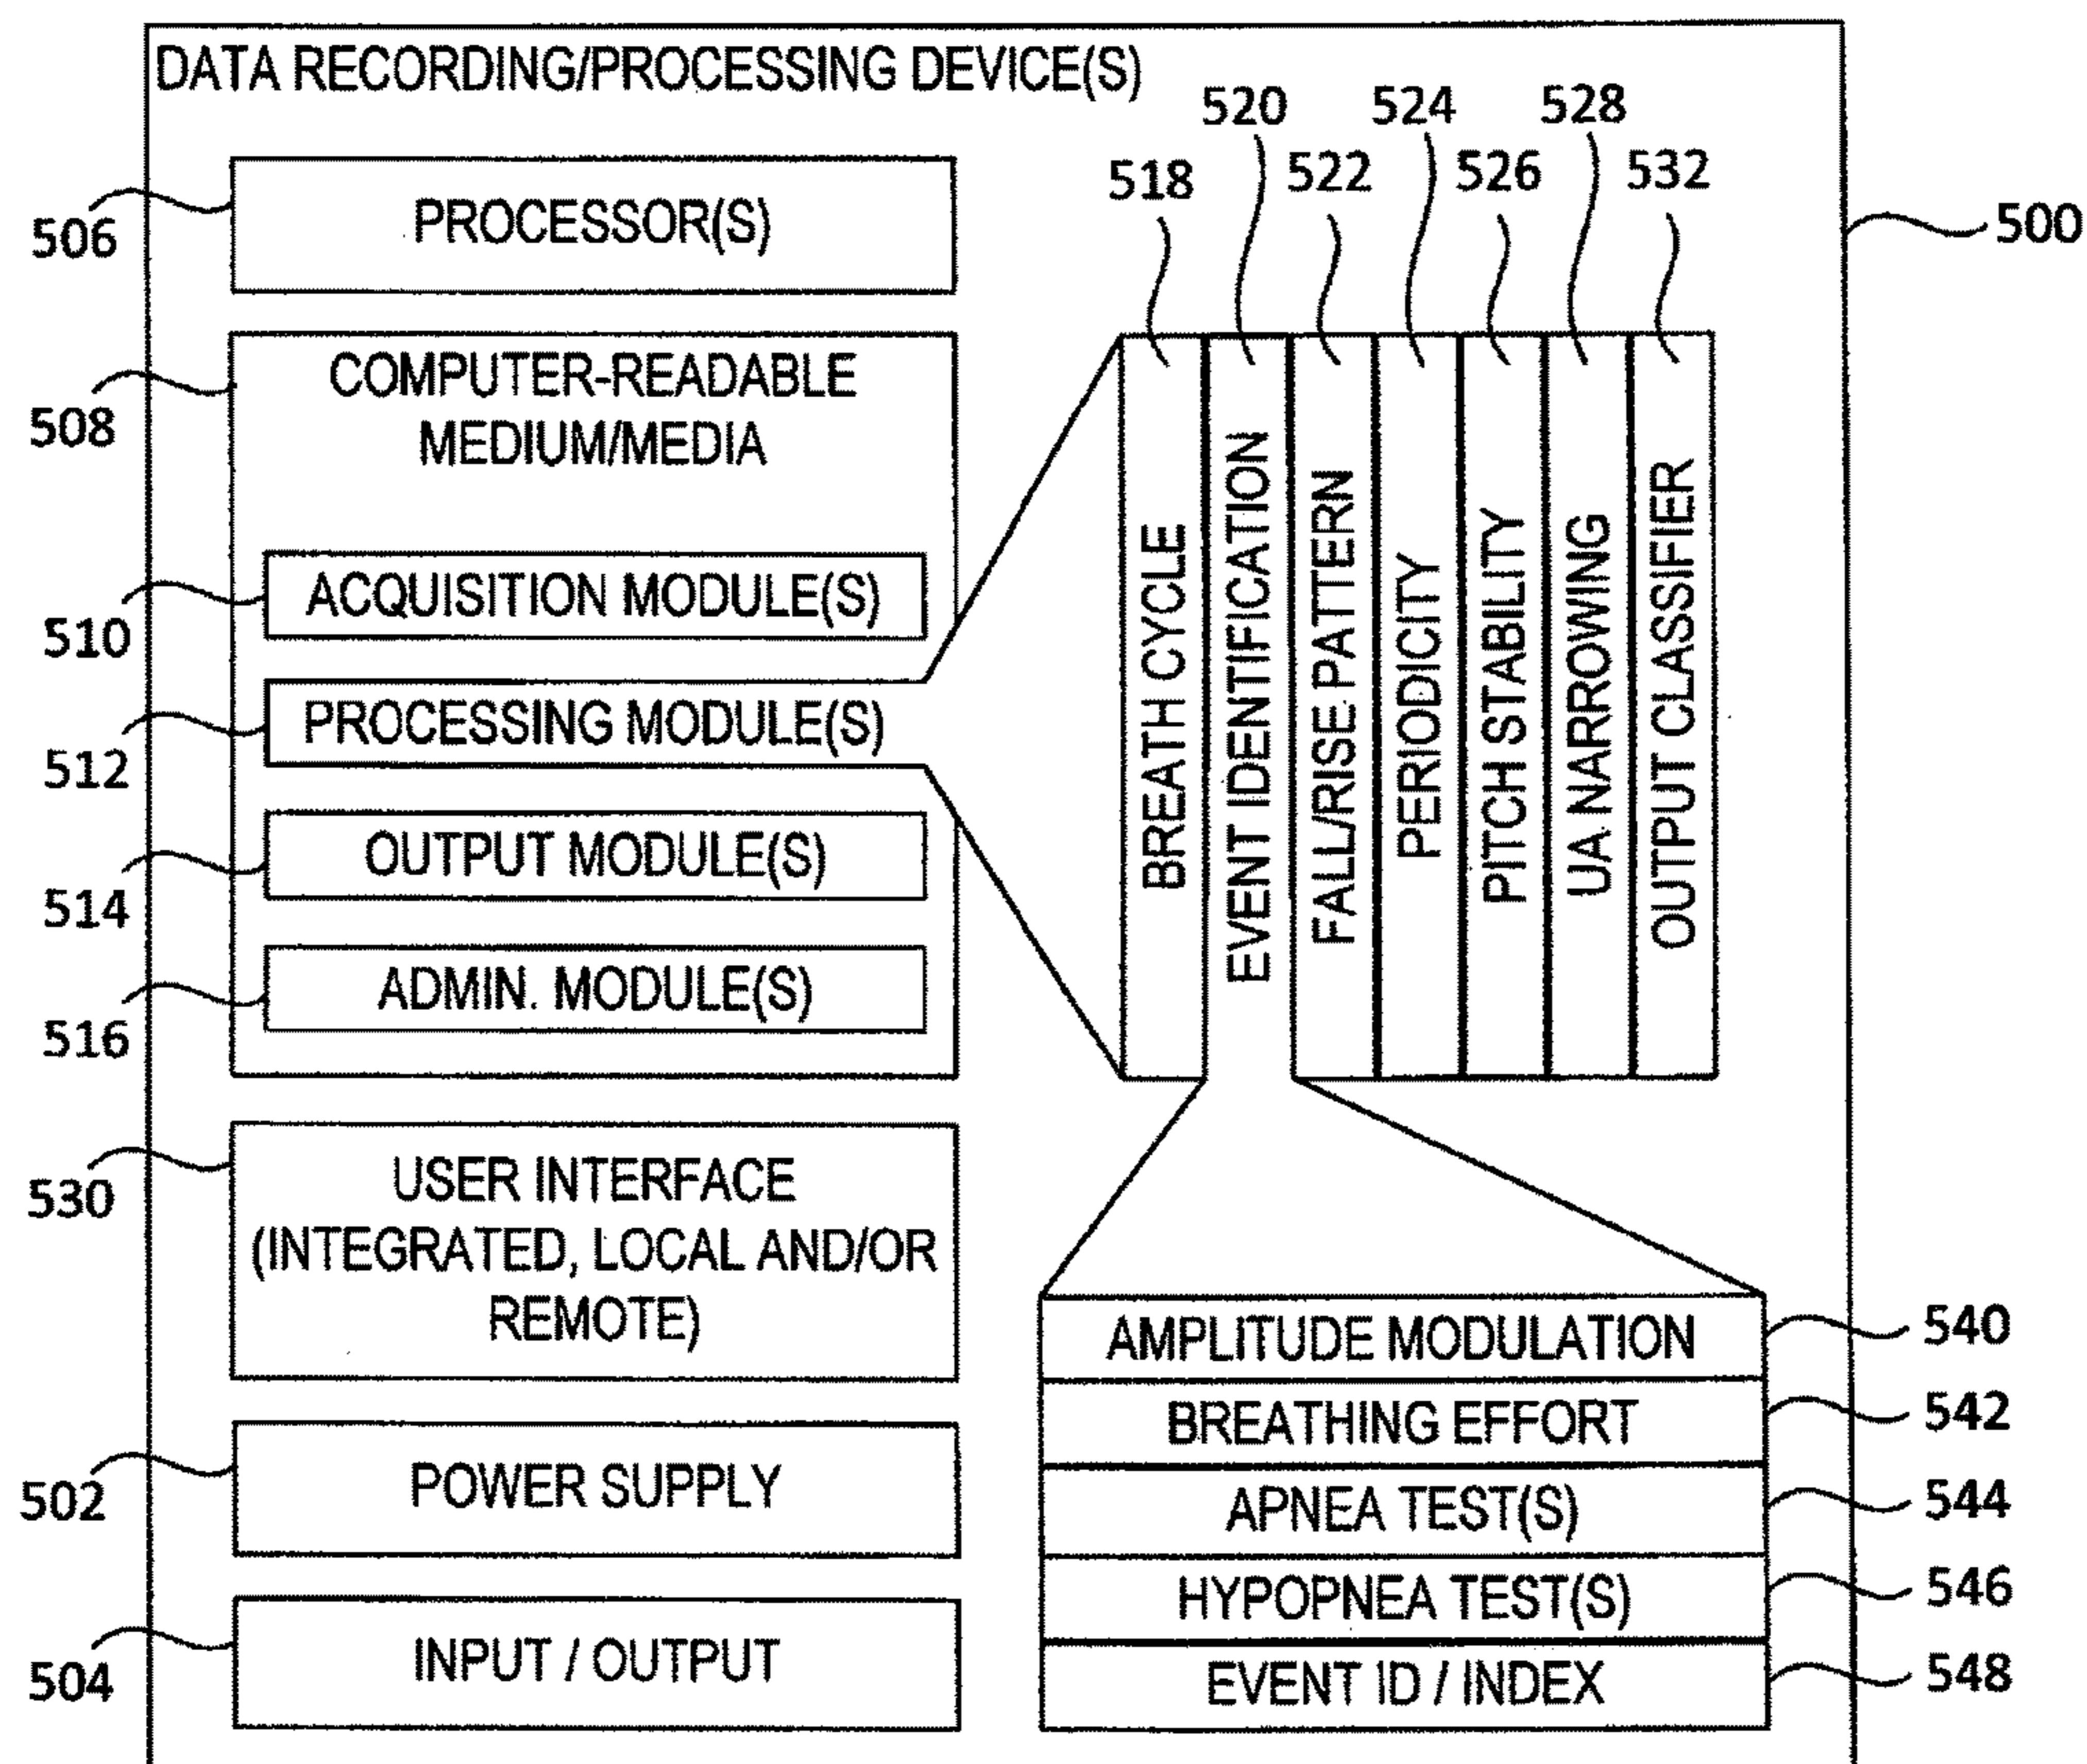 DATA RECORDING/PROCESSING DEVICE(S)
520
524
528
518
522
526
532
500
506
PROCESSOR(S)
508
COMPUTER-READABLE
MEDIUM/MEDIA
510
ACQUISITION MODULE(S)
512
PROCESSING MODULE(S)
514
OUTPUT MODULE(S)
516
ADMIN. MODULE(S)
BREATH CYCLE
EVENT IDENTIFICATION
FALL/RISE PATTERN
PERIODICITY
PITCH STABILITY
UA NARROWING
OUTPUT CLASSIFIER
530
USER INTERFACE
(INTEGRATED, LOCAL AND/OR
REMOTE)
502
POWER SUPPLY
504
INPUT / OUTPUT
AMPLITUDE MODULATION
540
BREATHING EFFORT
542
APNEA TEST(S)
544
HYPOPNEA TEST(S)
546
EVENT ID / INDEX
548